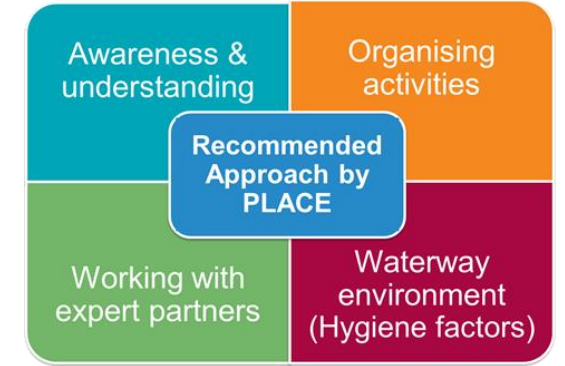 Awareness &
understanding
Organising
activities
Recommended
Approach by
PLACE
Working with
expert partners
Waterway
environment
(Hygiene factors)